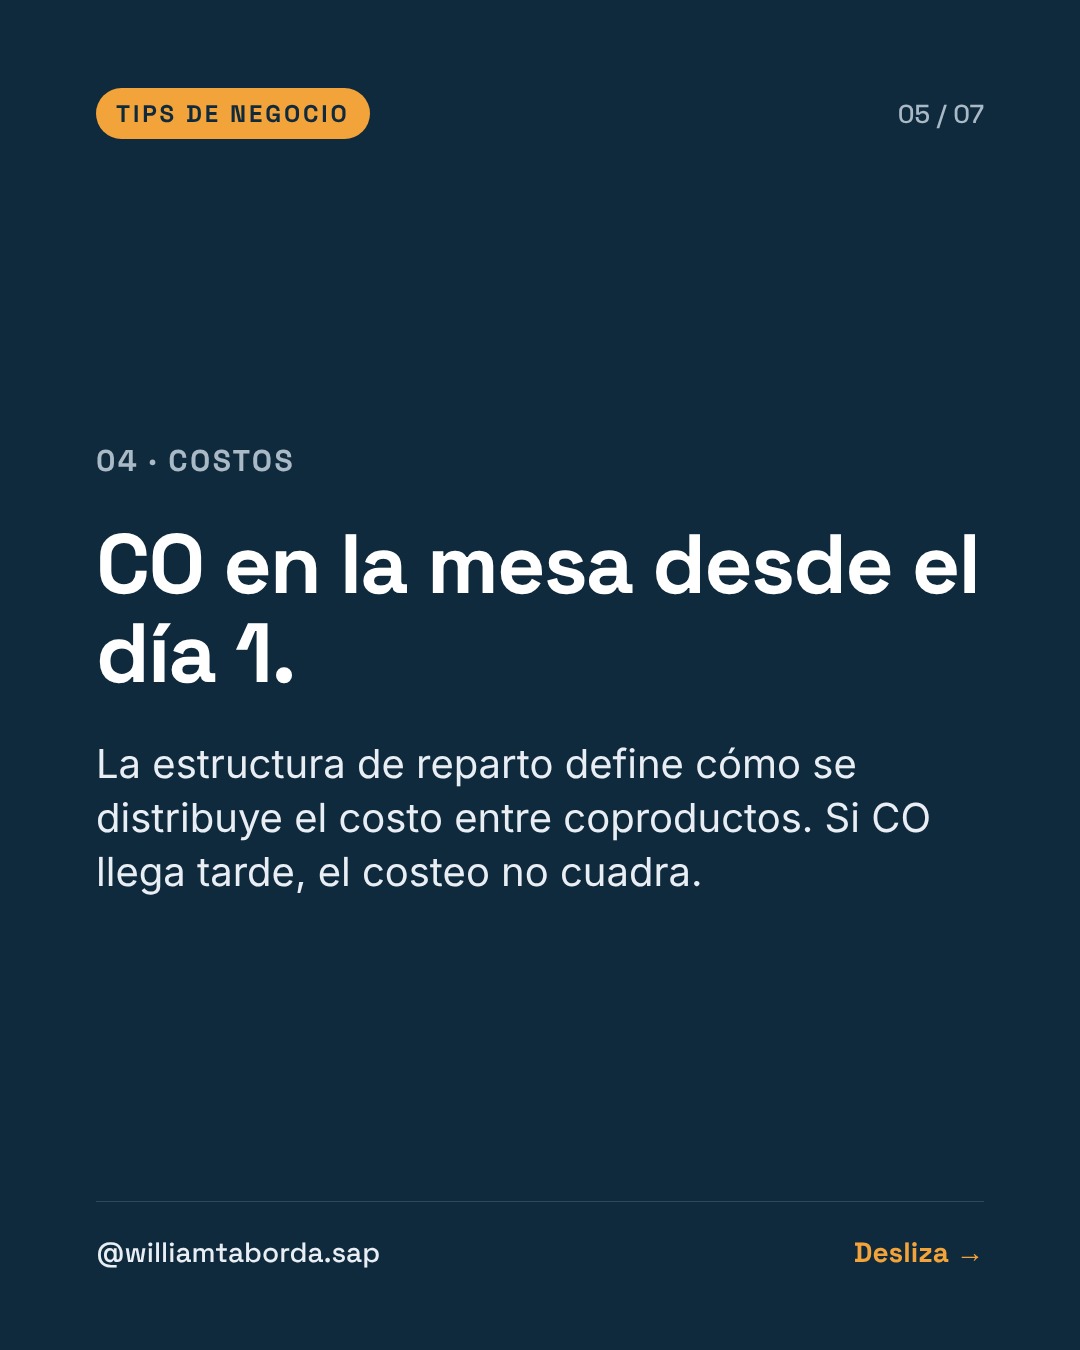 TIPS DE NEGOCIO
05 / 07
04 · COSTOS
CO en la mesa desde el
día 1.
La estructura de reparto define cómo se
distribuye el costo entre coproductos. Si CO
llega tarde, el costeo no cuadra.
@williamtaborda.sap
Desliza →